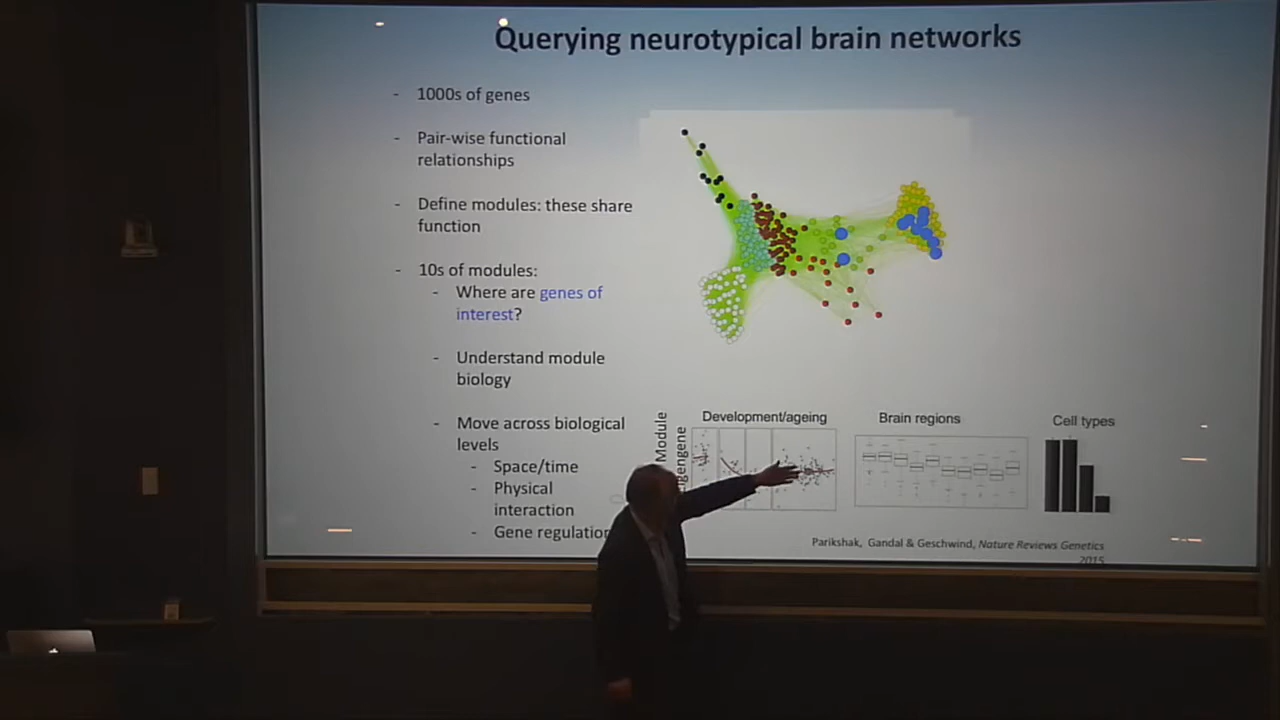 Querying neurotypical brain networks
- 1000s of genes
- Pair-wise functional
relationships
- Define modules: these share
function
- 10s of modules:
- Where are genes of
interest?
- Understand module
biology
- Move across biological
levels
- Space/time
- Physical
interaction
- Gene regulation
Module
Development/ageing
Brain regions
Cell types
Parikshak, Gandal & Geschwind, Nature Reviews Genetics
2015